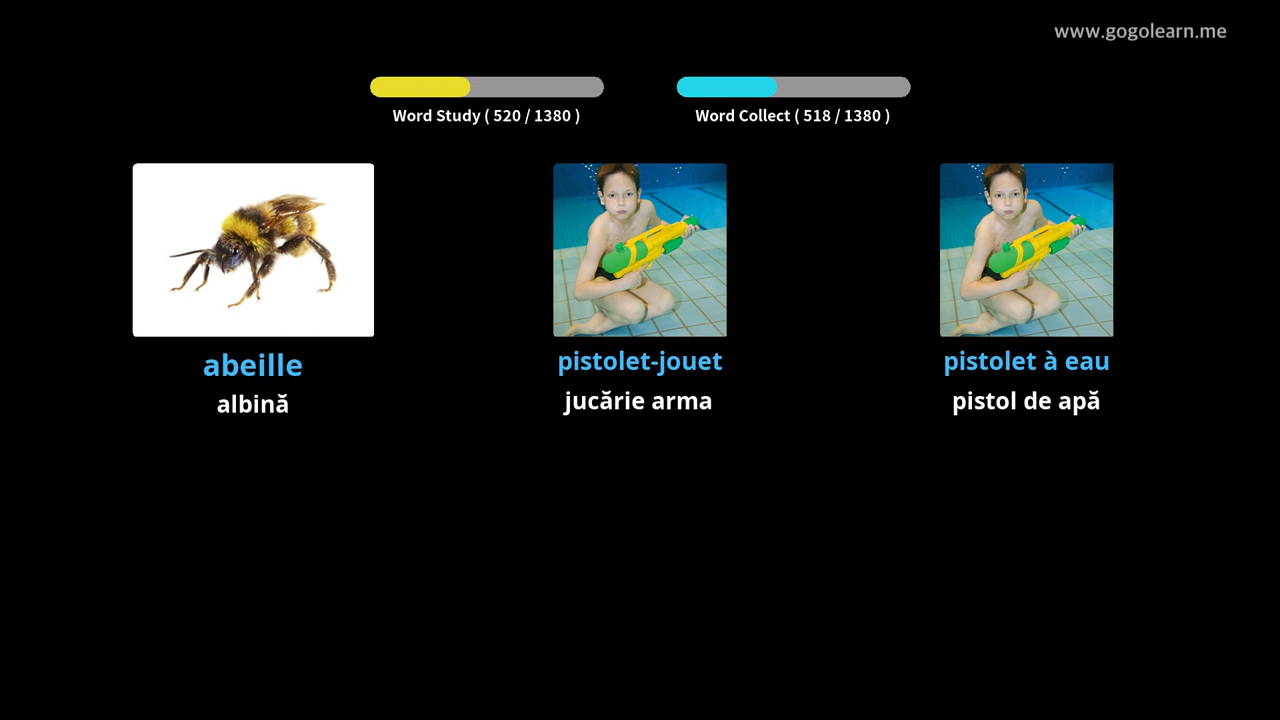 www.gogolearn.me
Word Study ( 520 / 1380 )
Word Collect ( 518 / 1380 )
abeille
albină
pistolet-jouet
jucărie arma
pistolet à eau
pistol de apă